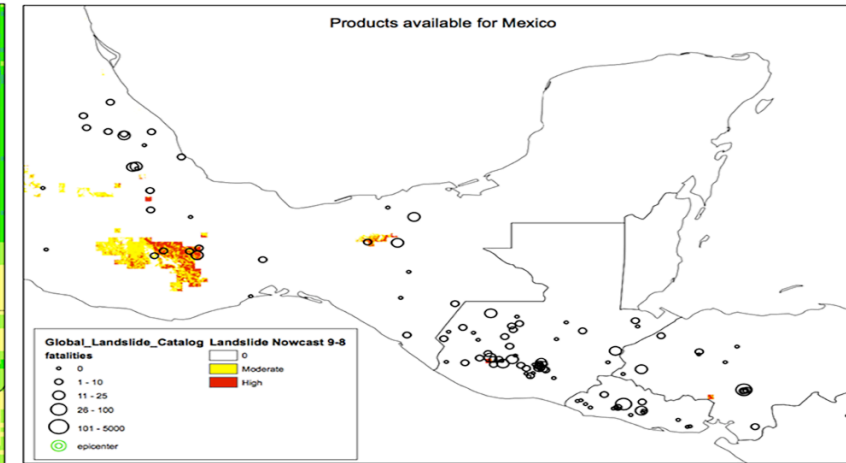 Products available for Mexico
Global_Landslide_Catalog Landslide Nowcast 9-8
fatalities
0
0
Moderate
1 - 10
High
11 - 25
26 - 100
101 - 5000
epicenter